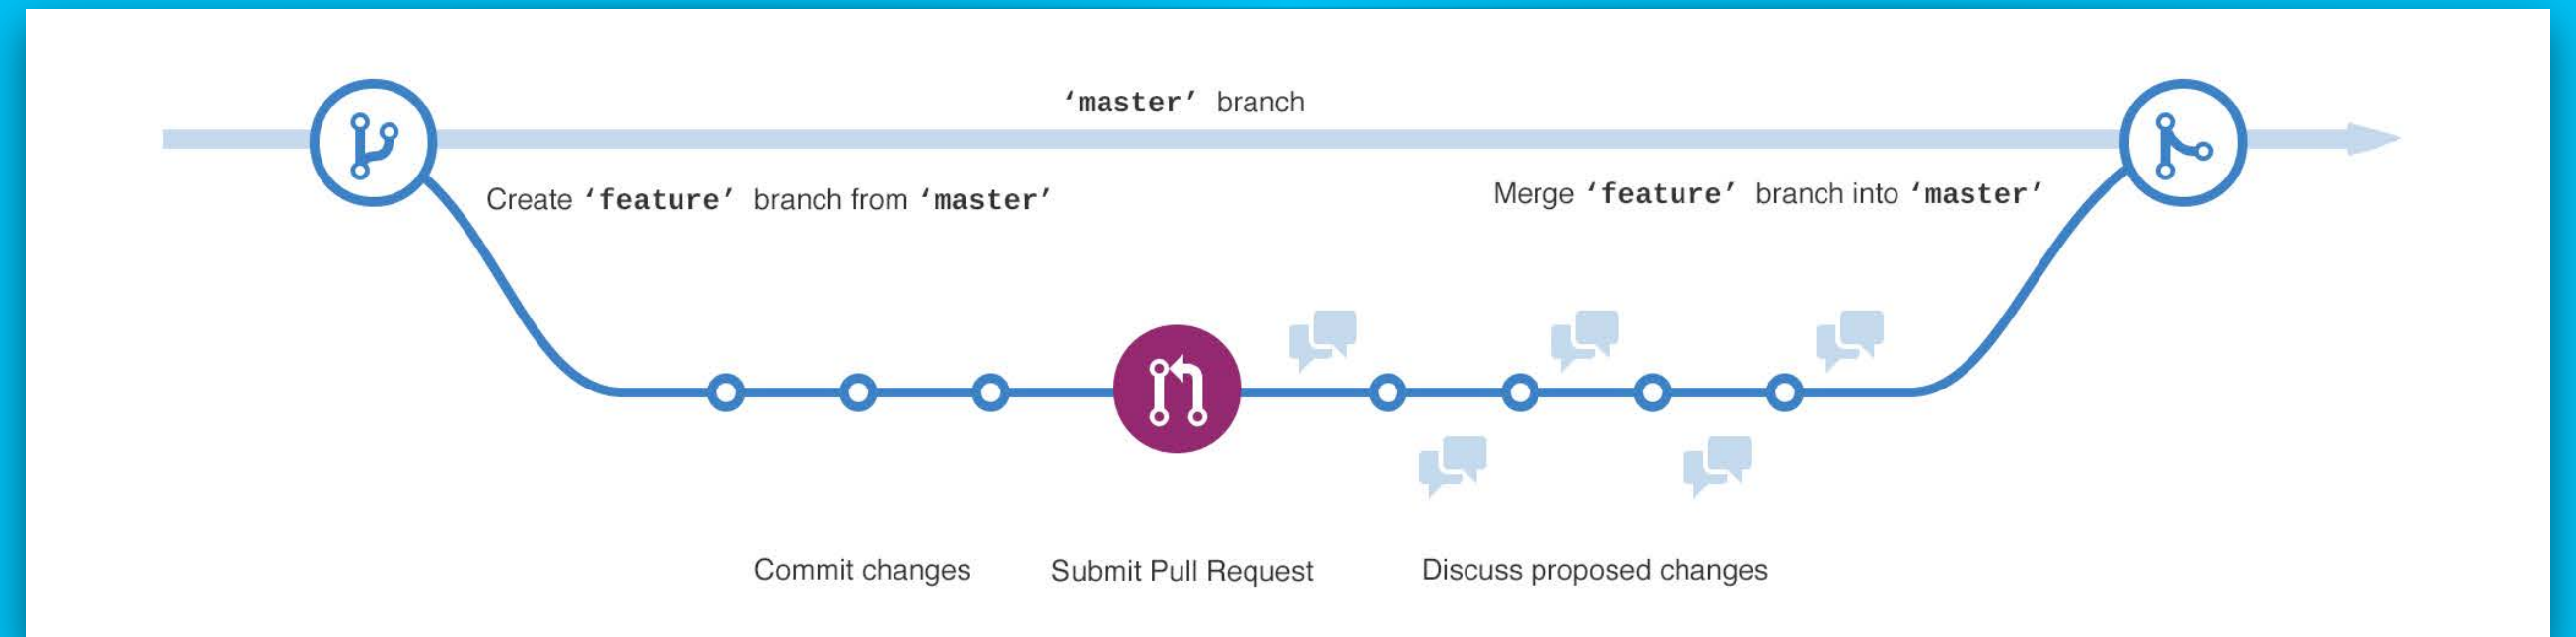 ‘master’ branch
Create ‘feature’ branch from ‘master’
Merge ‘feature’ branch into ‘master’
Commit changes
Submit Pull Request
Discuss proposed changes